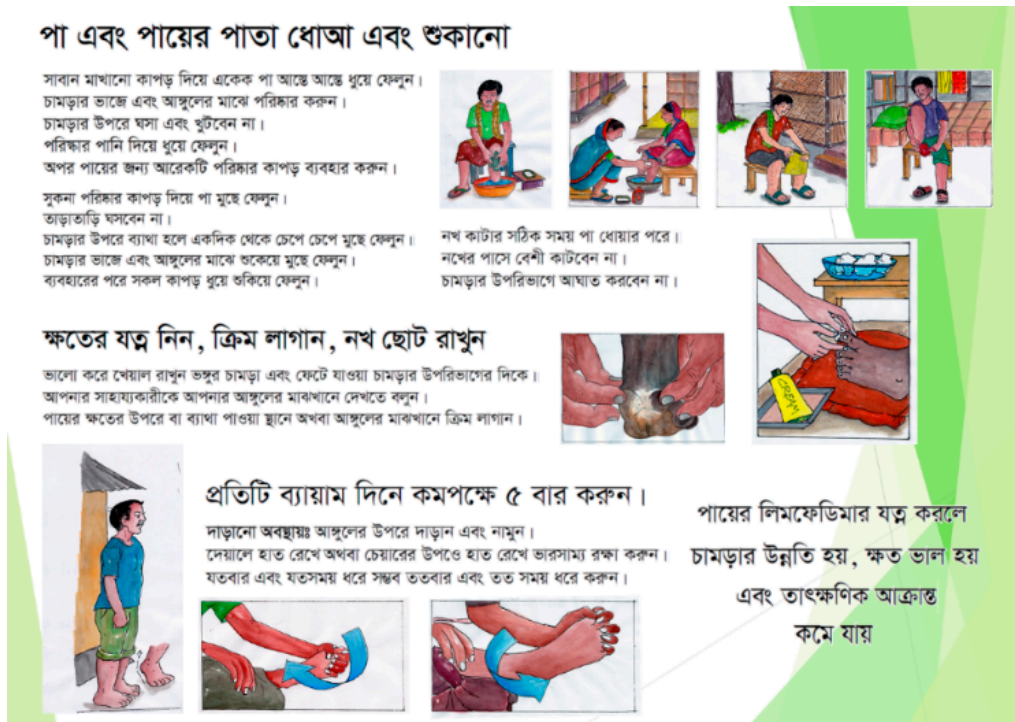 পা এবং পায়ের পাতা ধোআ এবং শুকানো
সাবান মাখানো কাপড় দিয়ে একেক পা আস্তে আস্তে ধুয়ে ফেলুন।
চামড়ার ভাজে এবং আঙ্গুলের মাঝে পরিষ্কার করুন।
চামড়ার উপরে ঘসা এবং খুটবেন না।
পরিষ্কার পানি দিয়ে ধুয়ে ফেলুন।
অপর পায়ের জন্য আরেকটি পরিষ্কার কাপড় ব্যবহার করুন।
সুকনা পরিষ্কার কাপড় দিয়ে পা মুছে ফেলুন।
তাড়াতাড়ি ঘসবেন না।
চামড়ার উপরে ব্যাথা হলে একদিক থেকে চেপে চেপে মুছে ফেলুন।
চামড়ার ভাজে এবং আঙ্গুলের মাঝে শুকেয়ে মুছে ফেলুন।
ব্যবহারের পরে সকল কাপড় ধুয়ে শুকিয়ে ফেলুন।
নখ কাটার সঠিক সময় পা ধোয়ার পরে।
নখের পাসে বেশী কাটবেন না।
চামড়ার উপরিভাগে আঘাত করবেন না।
ক্ষতের যত্ন নিন, ক্রিম লাগান, নখ ছোট রাখুন
ভালো করে খেয়াল রাখুন ভঙ্গুর চামড়া এবং ফেটে যাওয়া চামড়ার উপরিভাগের দিকে।
আপনার সাহায্যকারীকে আপনার আঙ্গুলের মাঝখানে দেখতে বলুন।
পায়ের ক্ষতের উপরে বা ব্যাথা পাওয়া স্থানে অথবা আঙ্গুলের মাঝখানে ক্রিম লাগান।
CREAM
প্রতিটি ব্যায়াম দিনে কমপক্ষে ৫ বার করুন।
দাড়ানো অবস্থায়ঃ আঙ্গুলের উপরে দাড়ান এবং নামুন।
দেয়ালে হাত রেখে অথবা চেয়ারের উপওে হাত রেখে ভারসাম্য রক্ষা করুন।
যতবার এবং যতসময় ধরে সম্ভব ততবার এবং তত সময় ধরে করুন।
পায়ের লিমফেডিমার যত্ন করলে
চামড়ার উন্নতি হয়, ক্ষত ভাল হয়
এবং তাৎক্ষণিক আক্রান্ত
কমে যায়